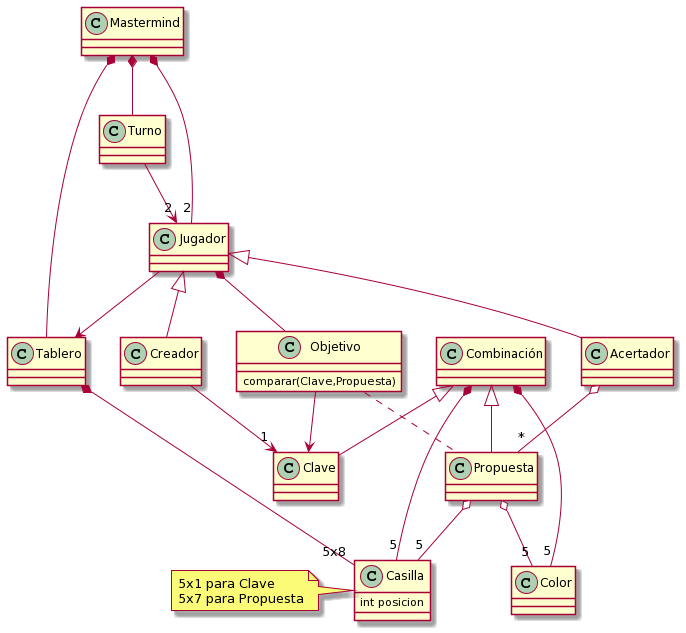 C Mastermind
C Turno
2
2
C Jugador
C Tablero
C Creador
C Objetivo
comparar(Clave,Propuesta)
C Combinación
C Acertador
1
*
C Clave
C Propuesta
5x8
5
5
5
5
5x1 para Clave
5x7 para Propuesta
C Casilla
int posicion
C Color